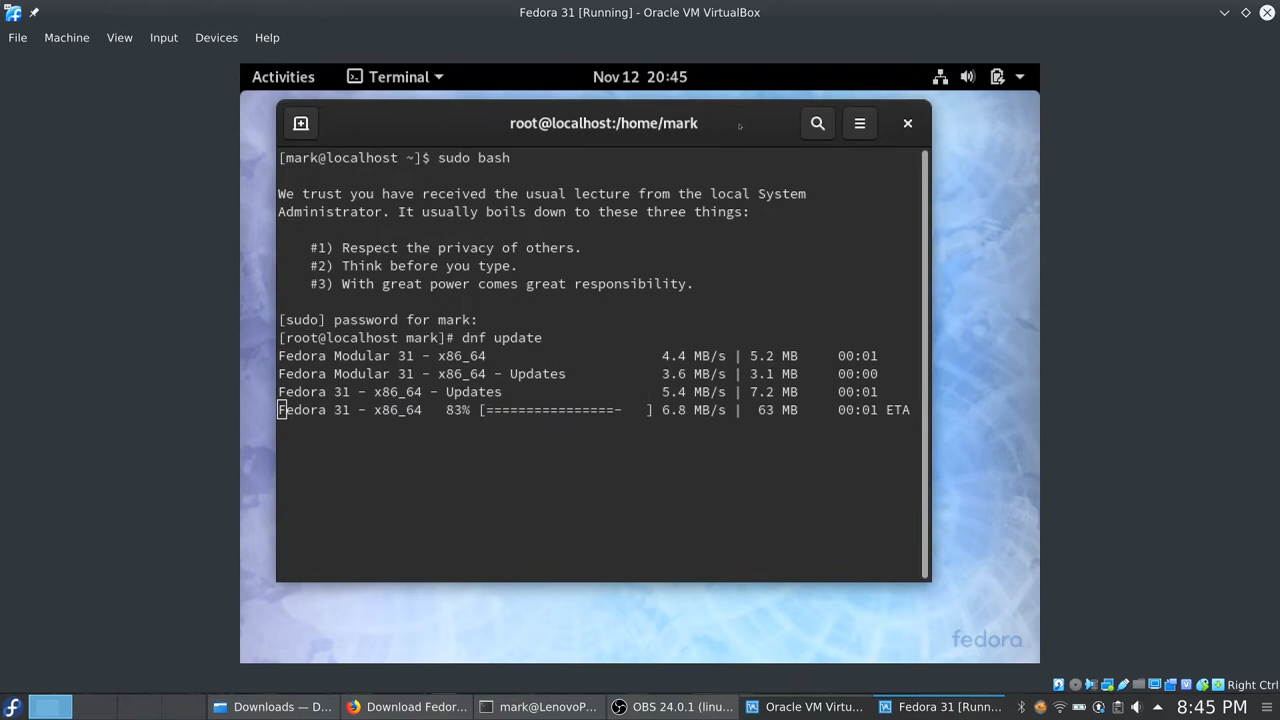 Fedora 31 [Running] - Oracle VM VirtualBox
File Machine View Input Devices Help
Activities Terminal Nov 12 20:45
root@localhost:/home/mark
[mark@localhost ~]$ sudo bash
We trust you have received the usual lecture from the local System
Administrator. It usually boils down to these three things:
#1) Respect the privacy of others.
#2) Think before you type.
#3) With great power comes great responsibility.
[sudo] password for mark:
[root@localhost mark]# dnf update
Fedora Modular 31 - x86_64 4.4 MB/s | 5.2 MB 00:01
Fedora Modular 31 - x86_64 - Updates 3.6 MB/s | 3.1 MB 00:00
Fedora 31 - x86_64 - Updates 5.4 MB/s | 7.2 MB 00:01
Fedora 31 - x86_64 83% [================- ] 6.8 MB/s | 63 MB 00:01 ETA
fedora
Right Ctrl
Downloads — D... Download Fedor... mark@LenovoP... OBS 24.0.1 (linu... Oracle VM Virtu... Fedora 31 [Runn... 8:45 PM